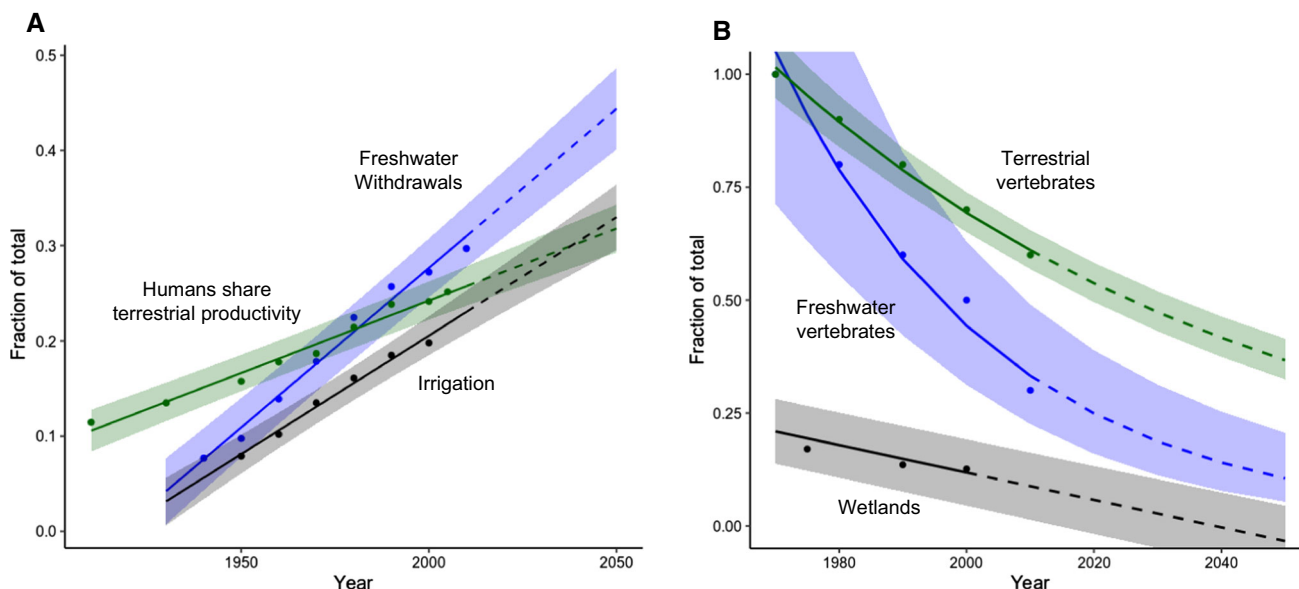 A
0.5
0.4
0.3
0.2
0.1
0.0
Fraction of total
Freshwater
Withdrawals
Humans share
terrestrial productivity
Irrigation
1950
2000
2050
Year
B
1.00
0.75
0.50
0.25
0.00
Fraction of total
Terrestrial
vertebrates
Freshwater
vertebrates
Wetlands
1980
2000
2020
2040
Year